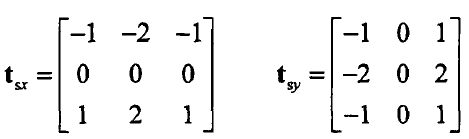 t_sx = [ -1 -2 -1
0 0 0
1 2 1 ]
t_sy = [ -1 0 1
-2 0 2
-1 0 1 ]